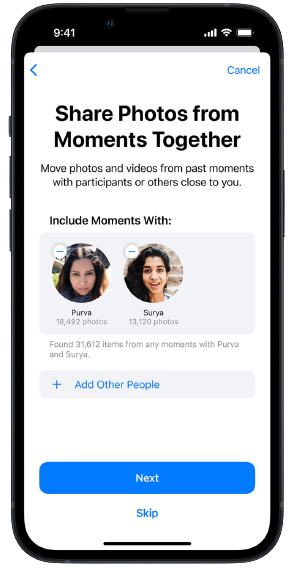 9:41
Cancel
Share Photos from
Moments Together
Move photos and videos from past moments
with participants or others close to you.
Include Moments With:
Purva
18,492 photos
Surya
13,120 photos
Found 31,612 items from any moments with Purva
and Surya.
Add Other People
Next
Skip